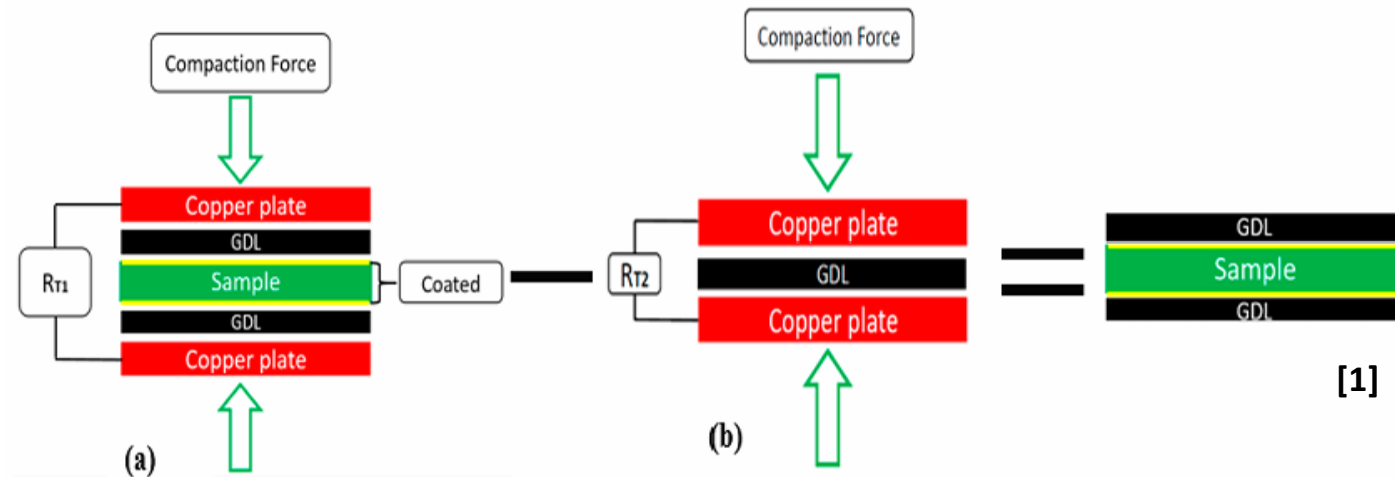 Compaction Force
Copper plate
GDL
Sample
GDL
Copper plate
RT1
Coated
(a)
Compaction Force
Copper plate
GDL
Copper plate
RT2
(b)
GDL
Sample
GDL
[1]